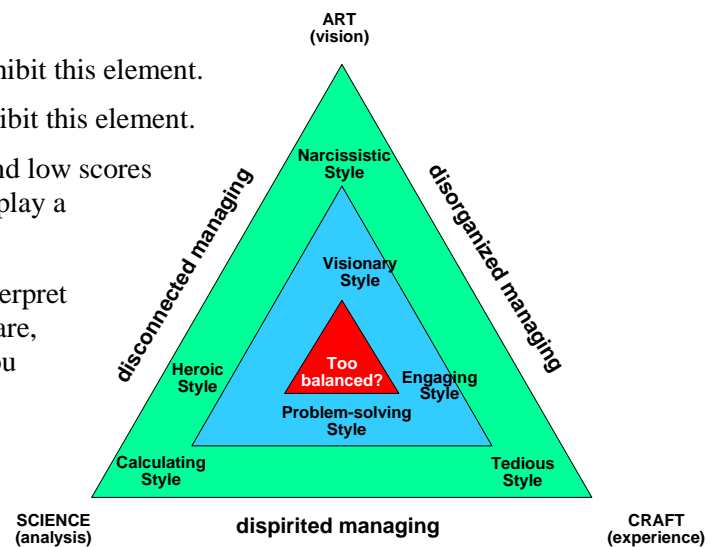 hibit this element.
ibit this element.
nd low scores
play a
erpret
are,
ou
ART
(vision)
Narcissistic
Style
disconnected managing
disorganized managing
Visionary
Style
Heroic
Style
Too
balanced?
Engaging
Style
Problem-solving
Style
Calculating
Style
Tedious
Style
SCIENCE
(analysis)
dispirited managing
CRAFT
(experience)